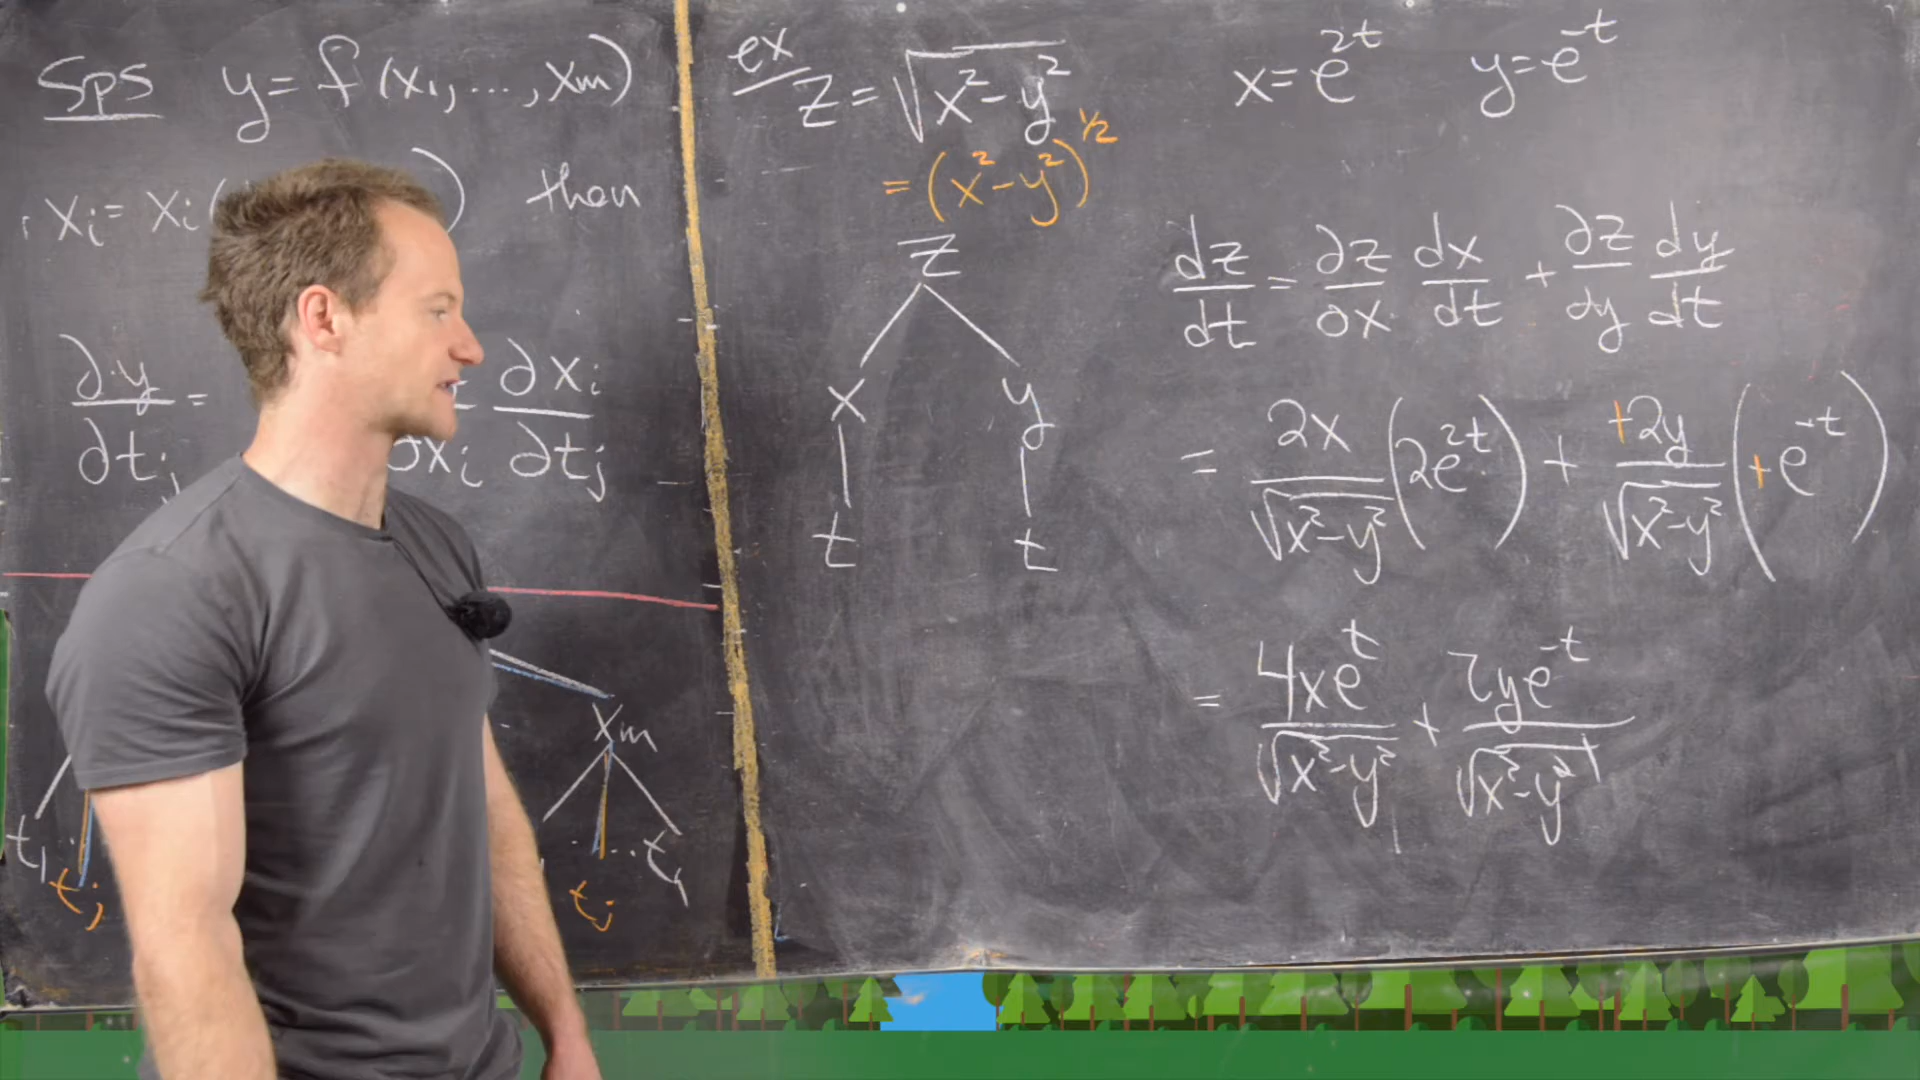 Sps y = f(x₁, ..., xₘ)
xᵢ = xᵢ( ) then
∂y/∂tⱼ = ∂xᵢ ∂xᵢ/∂tⱼ
xₘ
t₁ ... t
tⱼ tⱼ
ex z = √(x²-y²) x = e^{2t} y = e^{-t}
= (x²-y²)^{1/2}
z
x y
t t
dz/dt = ∂z/∂x dx/dt + ∂z/∂y dy/dt
= 2x/√(x²-y²) (2e^{2t}) + +2y/√(x²-y²) (+e^{-t})
= 4xe^{t}/√(x²-y²) + 2ye^{-t}/√(x²-y²)